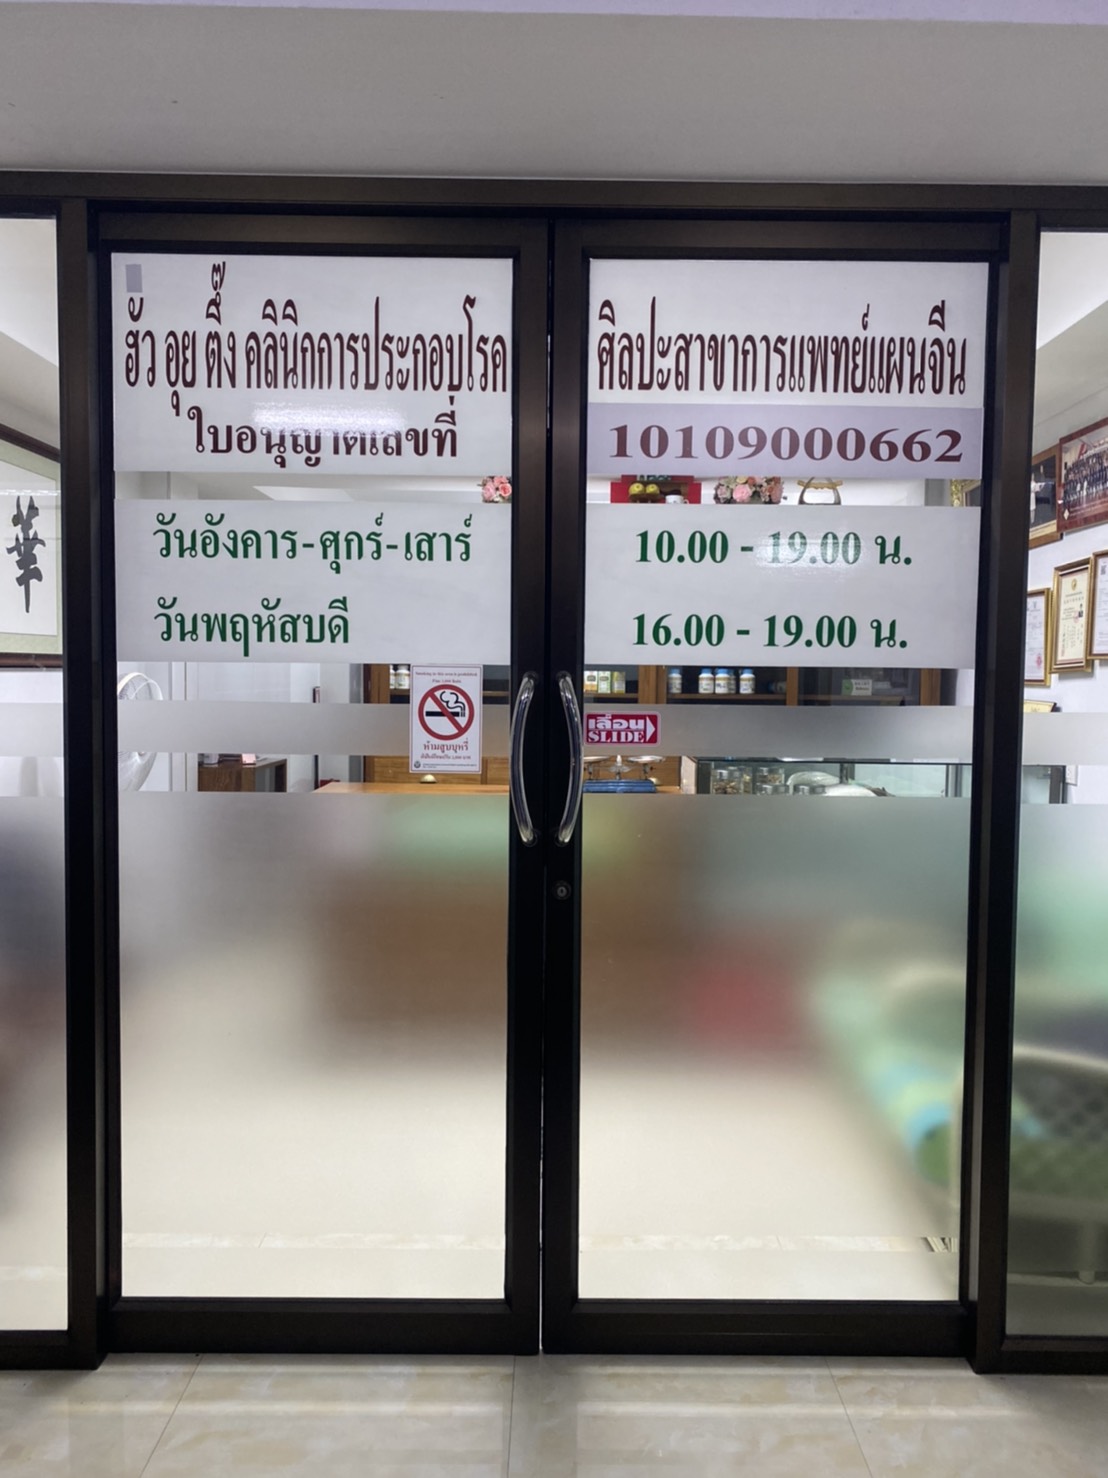 ฮัว อุย ตึ๊ง คลินิกการประกอบโรค
ศิลปะสาขาการแพทย์แผนจีน
ใบอนุญาตเลขที่
10109000662
วันอังคาร-ศุกร์-เสาร์
10.00 - 19.00 น.
วันพฤหัสบดี
16.00 - 19.00 น.
ห้ามสูบบุหรี่
เลื่อน
SLIDE
華